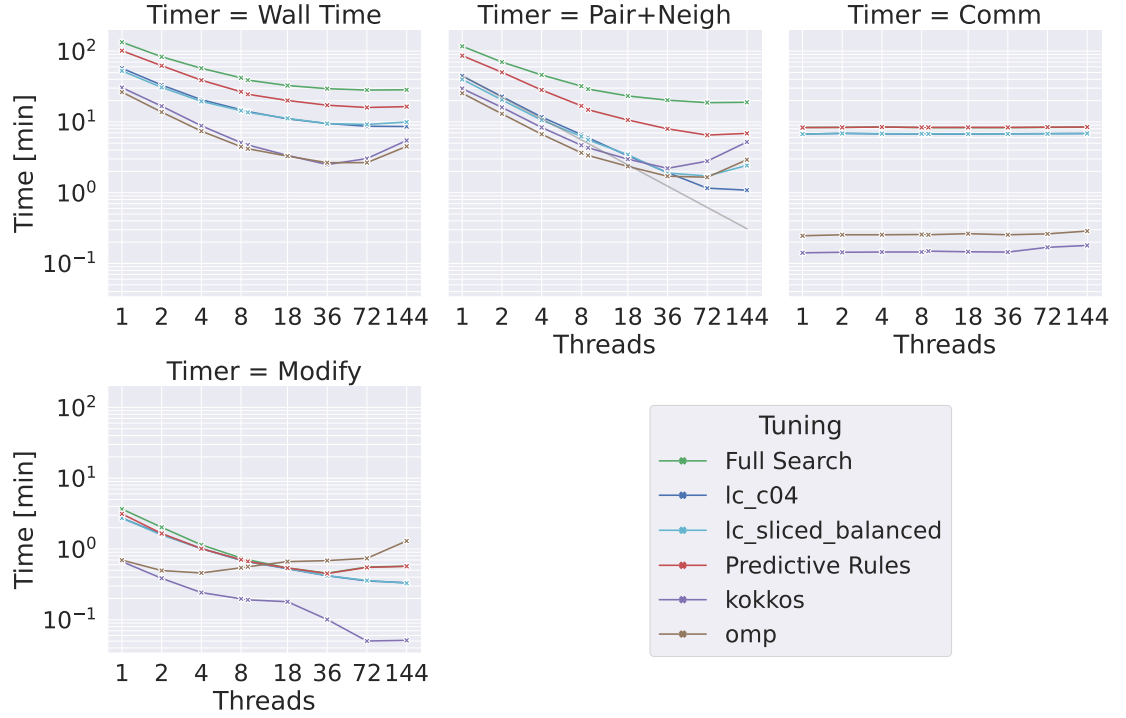 Timer = Wall Time
Timer = Pair+Neigh
Timer = Comm
Time [min]
10²
10¹
10⁰
10⁻¹
1 2 4 8 18 36 72 144
1 2 4 8 18 36 72 144
1 2 4 8 18 36 72 144
Threads
Threads
Timer = Modify
Time [min]
10²
10¹
10⁰
10⁻¹
1 2 4 8 18 36 72 144
Threads
Tuning
Full Search
lc_c04
lc_sliced_balanced
Predictive Rules
kokkos
omp